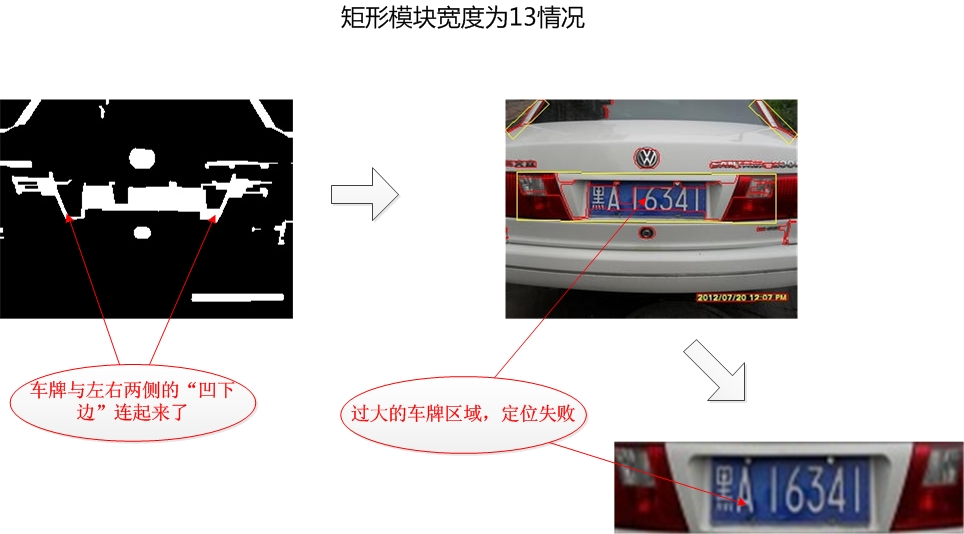 矩形模块宽度为13情况
黑A 16341
2012/07/20 12:07 PM
车牌与左右两侧的“凹下
边”连起来了
过大的车牌区域，定位失败
黑A 16341